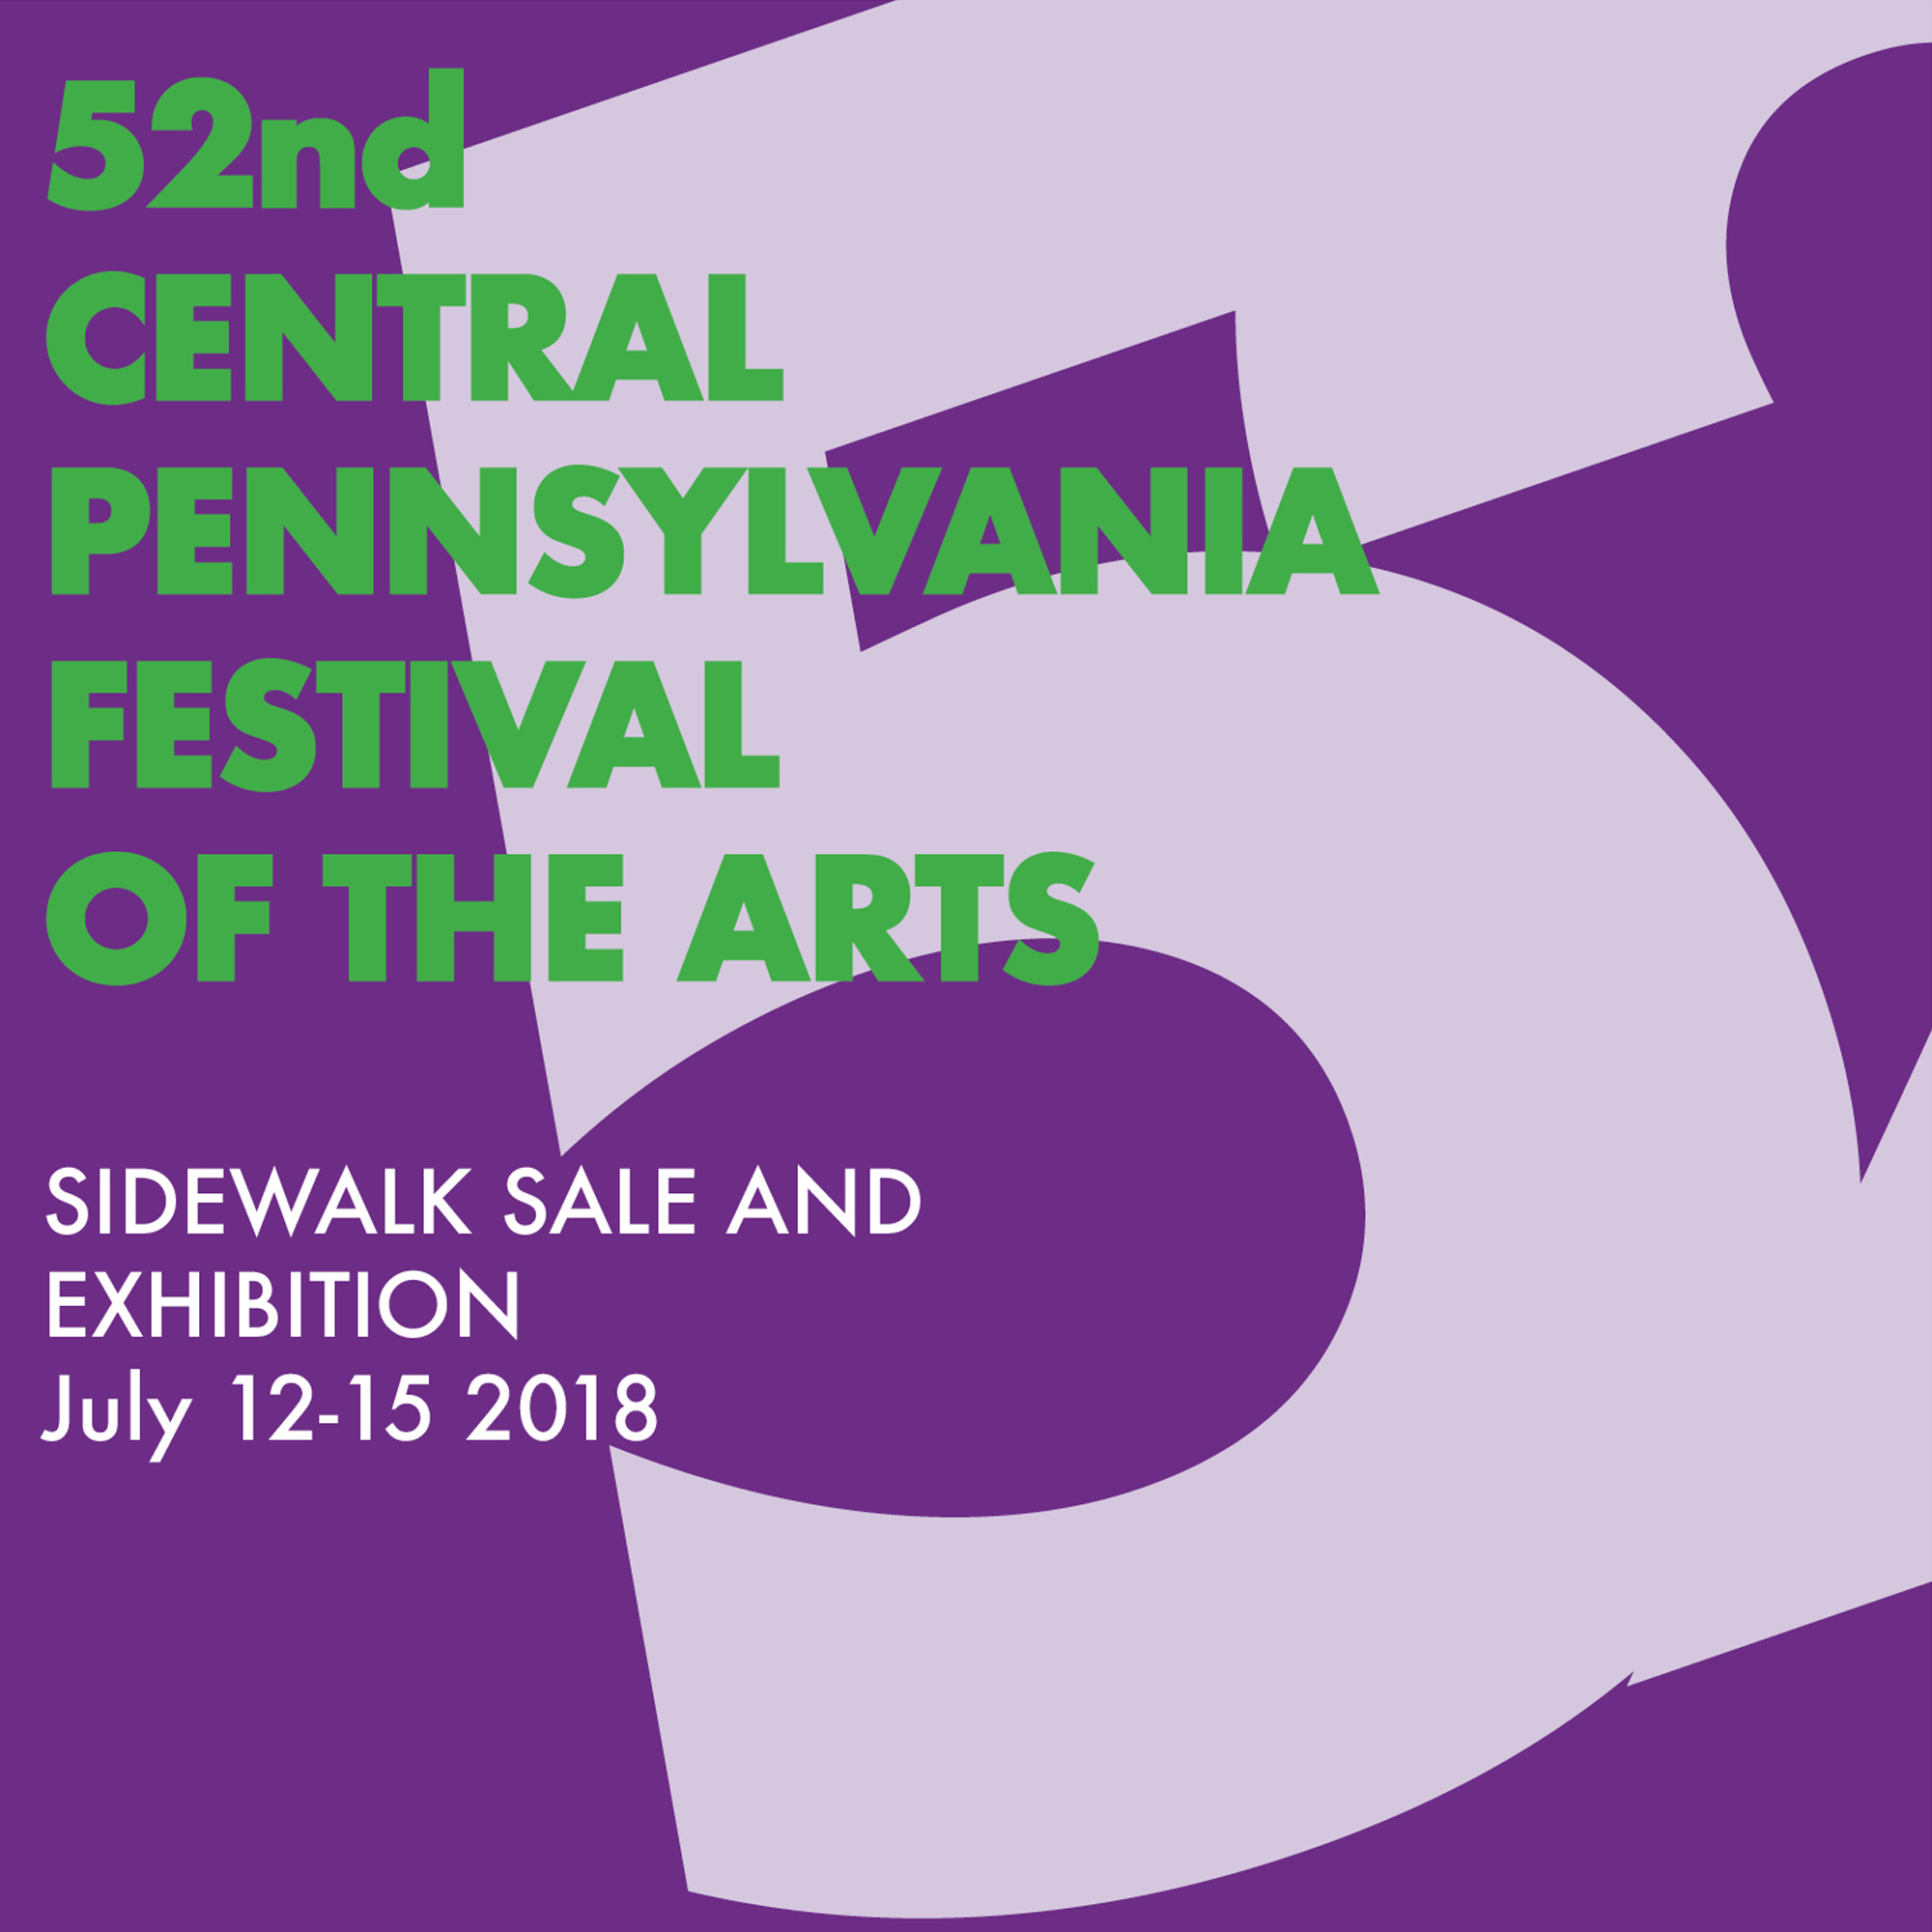 52nd
CENTRAL
PENNSYLVANIA
FESTIVAL
OF THE ARTS
SIDEWALK SALE AND
EXHIBITION
July 12-15 2018